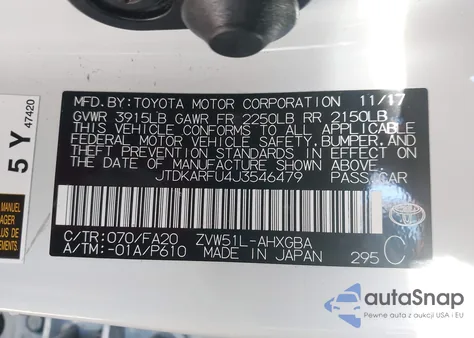 MFD. BY: TOYOTA MOTOR CORPORATION 11/17
GVWR 3915LB GAWR FR 2250LB RR 2150LB
THIS VEHICLE CONFORMS TO ALL APPLICABLE
FEDERAL MOTOR VEHICLE SAFETY, BUMPER, AND
THEFT PREVENTION STANDARDS IN EFFECT ON
THE DATE OF MANUFACTURE SHOWN ABOVE.
JTDKARFU4J3546479 PASS. CAR
C/TR: 070/FA20 ZVW51L-AHXGBA
A/TM: -01A/P610 MADE IN JAPAN 295 C
5 Y
47420
MANUEL
autoSnap
Pewne auta z aukcji USA i EU